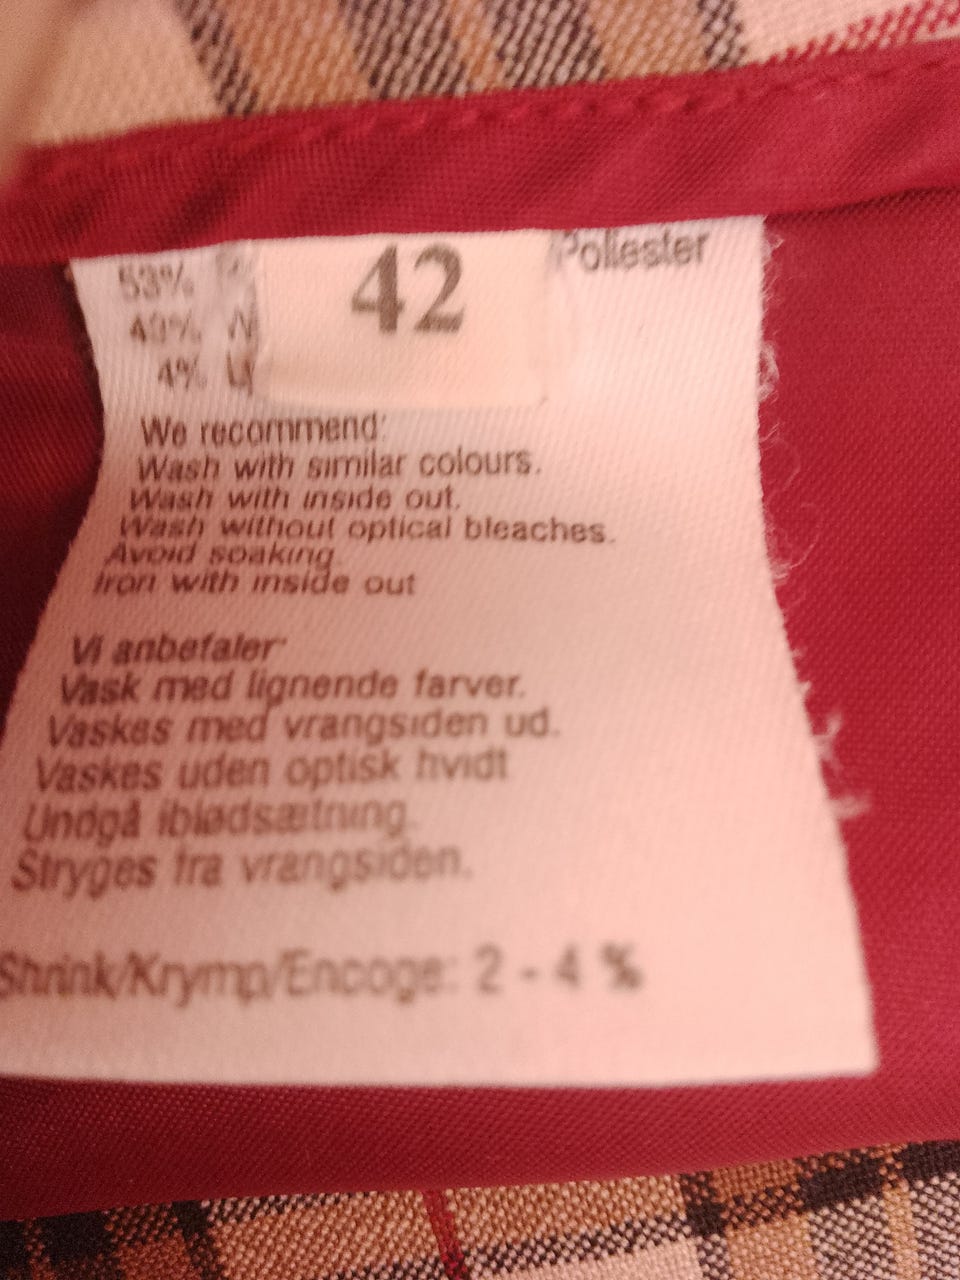 42
53% Poliester
4%
We recommend:
Wash with similar colours.
Wash with inside out.
Wash without optical bleaches.
Avoid soaking.
Iron with inside out
Vi anbefaler
Vask med lignende farver.
Vaskes med vrangsiden ud.
Vaskes uden optisk hvidt
Undgå iblødsætning.
Stryges fra vrangsiden.
Shrink/Krymp/Encoge: 2 - 4 %